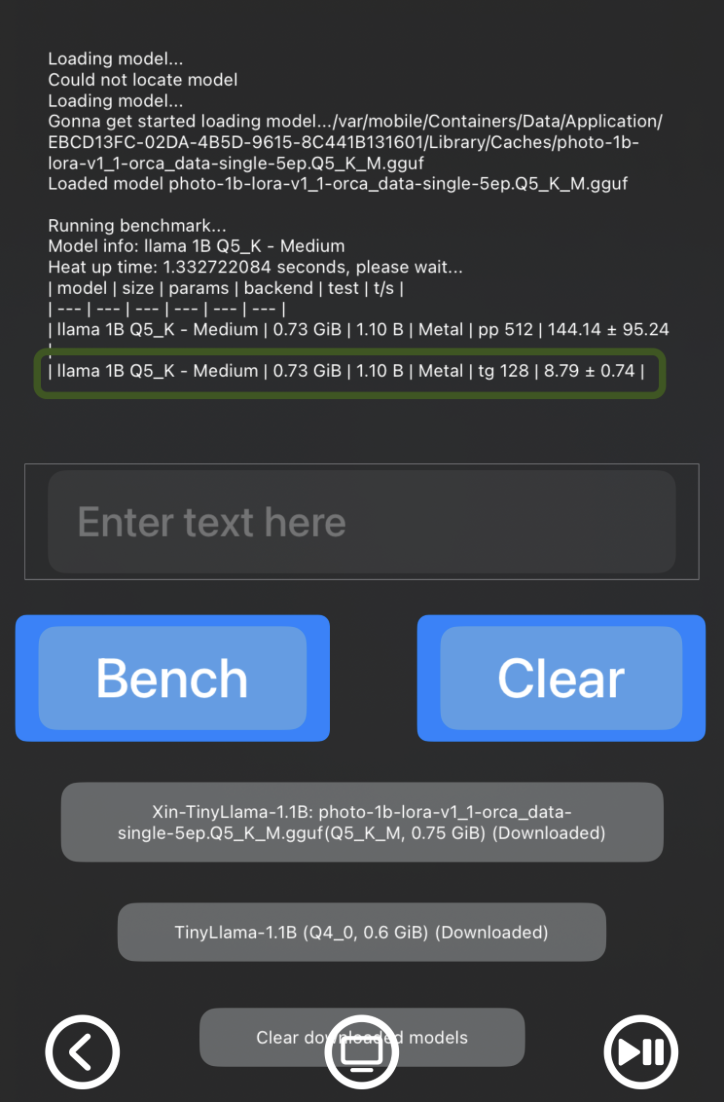 Loading model...
Could not locate model
Loading model...
Gonna get started loading model.../var/mobile/Containers/Data/Application/
EBCD13FC-02DA-4B5D-9615-8C441B131601/Library/Caches/photo-1b-
lora-v1_1-orca_data-single-5ep.Q5_K_M.gguf
Loaded model photo-1b-lora-v1_1-orca_data-single-5ep.Q5_K_M.gguf
Running benchmark...
Model info: llama 1B Q5_K - Medium
Heat up time: 1.332722084 seconds, please wait...
| model | size | params | backend | test | t/s |
| --- | --- | --- | --- | --- | --- |
| llama 1B Q5_K - Medium | 0.73 GiB | 1.10 B | Metal | pp 512 | 144.14 ± 95.24
|
| llama 1B Q5_K - Medium | 0.73 GiB | 1.10 B | Metal | tg 128 | 8.79 ± 0.74 |
Enter text here
Bench
Clear
Xin-TinyLlama-1.1B: photo-1b-lora-v1_1-orca_data-
single-5ep.Q5_K_M.gguf(Q5_K_M, 0.75 GiB) (Downloaded)
TinyLlama-1.1B (Q4_0, 0.6 GiB) (Downloaded)
Clear downloaded models